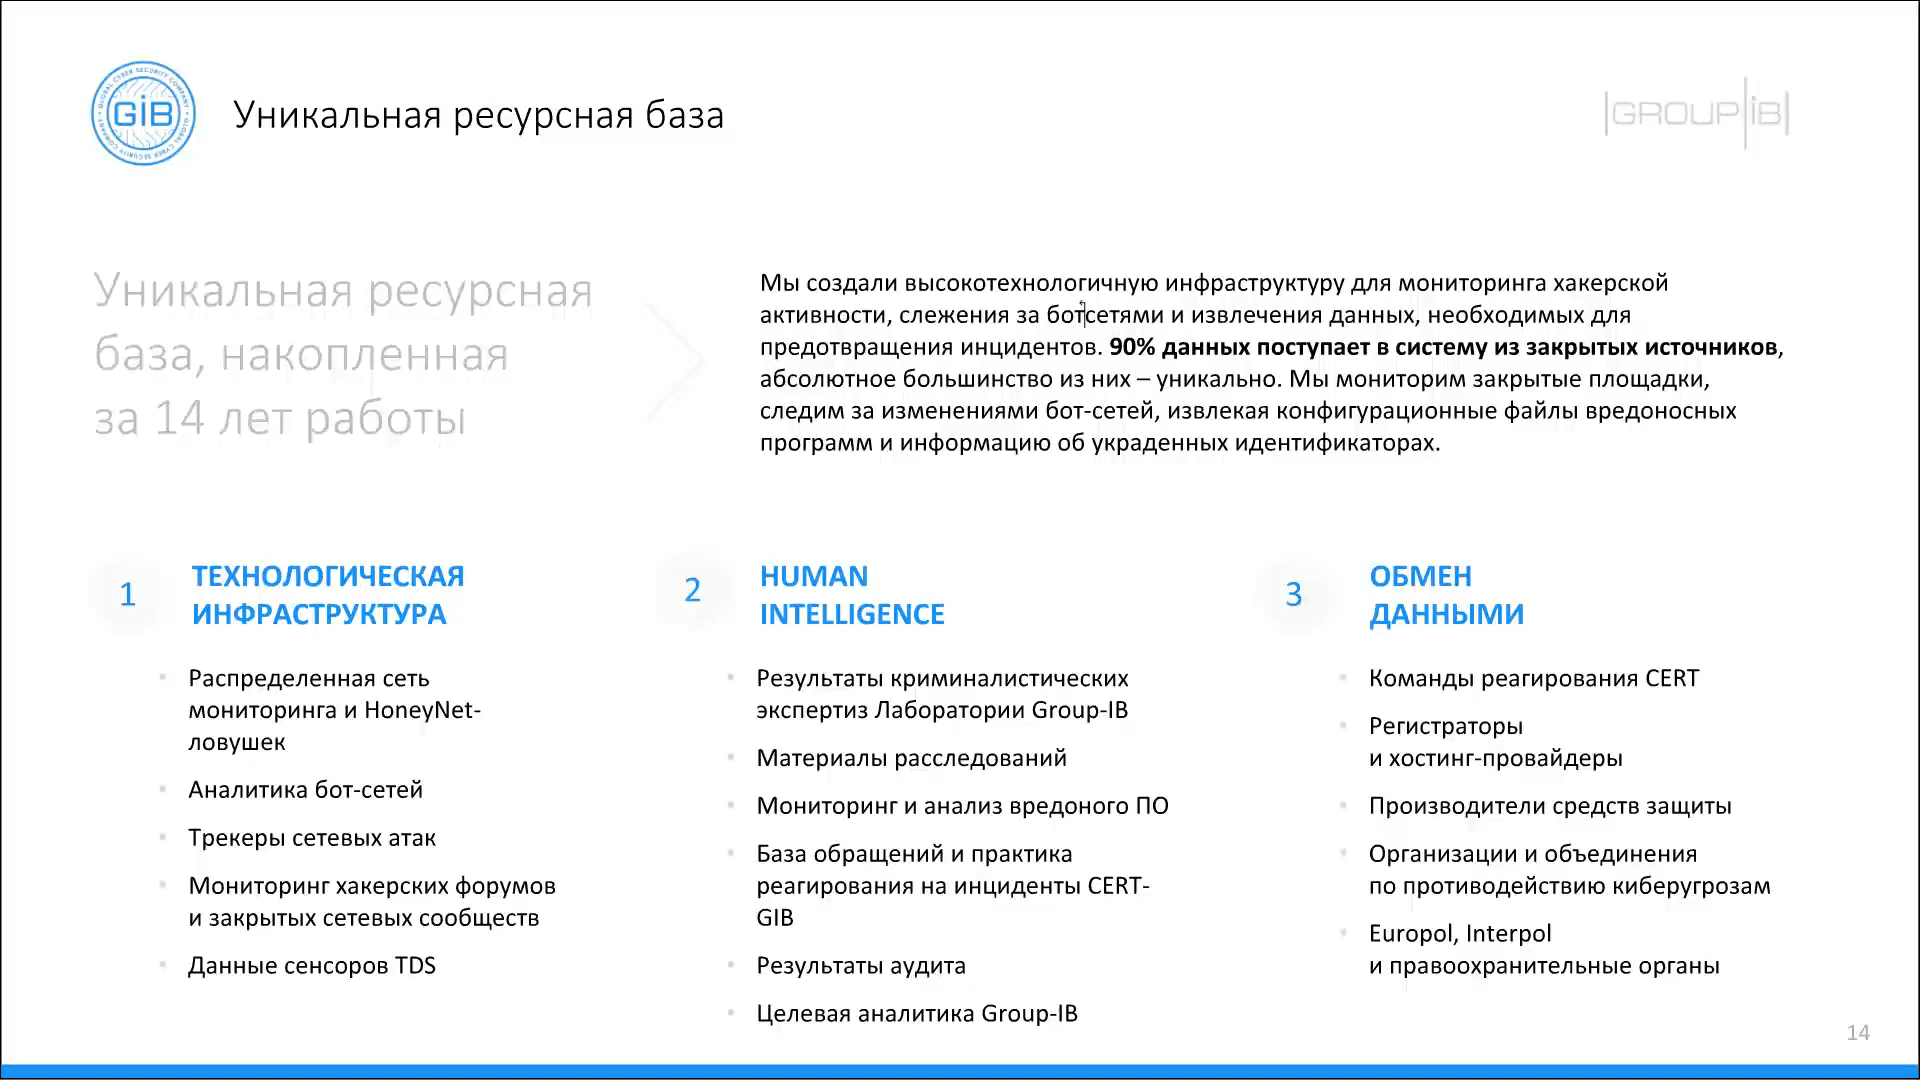 GiB
Уникальная ресурсная база
GROUP iB
Уникальная ресурсная
база, накопленная
за 14 лет работы
Мы создали высокотехнологичную инфраструктуру для мониторинга хакерской
активности, слежения за ботсетями и извлечения данных, необходимых для
предотвращения инцидентов. 90% данных поступает в систему из закрытых источников,
абсолютное большинство из них – уникально. Мы мониторим закрытые площадки,
следим за изменениями бот-сетей, извлекая конфигурационные файлы вредоносных
программ и информацию об украденных идентификаторах.
1
ТЕХНОЛОГИЧЕСКАЯ
ИНФРАСТРУКТУРА
Распределенная сеть
мониторинга и HoneyNet-
ловушек
Аналитика бот-сетей
Трекеры сетевых атак
Мониторинг хакерских форумов
и закрытых сетевых сообществ
Данные сенсоров TDS
2
HUMAN
INTELLIGENCE
Результаты криминалистических
экспертиз Лаборатории Group-IB
Материалы расследований
Мониторинг и анализ вредоного ПО
База обращений и практика
реагирования на инциденты CERT-
GIB
Результаты аудита
Целевая аналитика Group-IB
3
ОБМЕН
ДАННЫМИ
Команды реагирования CERT
Регистраторы
и хостинг-провайдеры
Производители средств защиты
Организации и объединения
по противодействию киберугрозам
Europol, Interpol
и правоохранительные органы
14